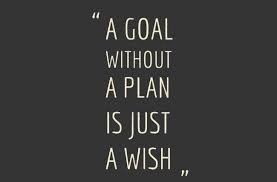 “ A GOAL
WITHOUT
A PLAN
IS JUST
A WISH „